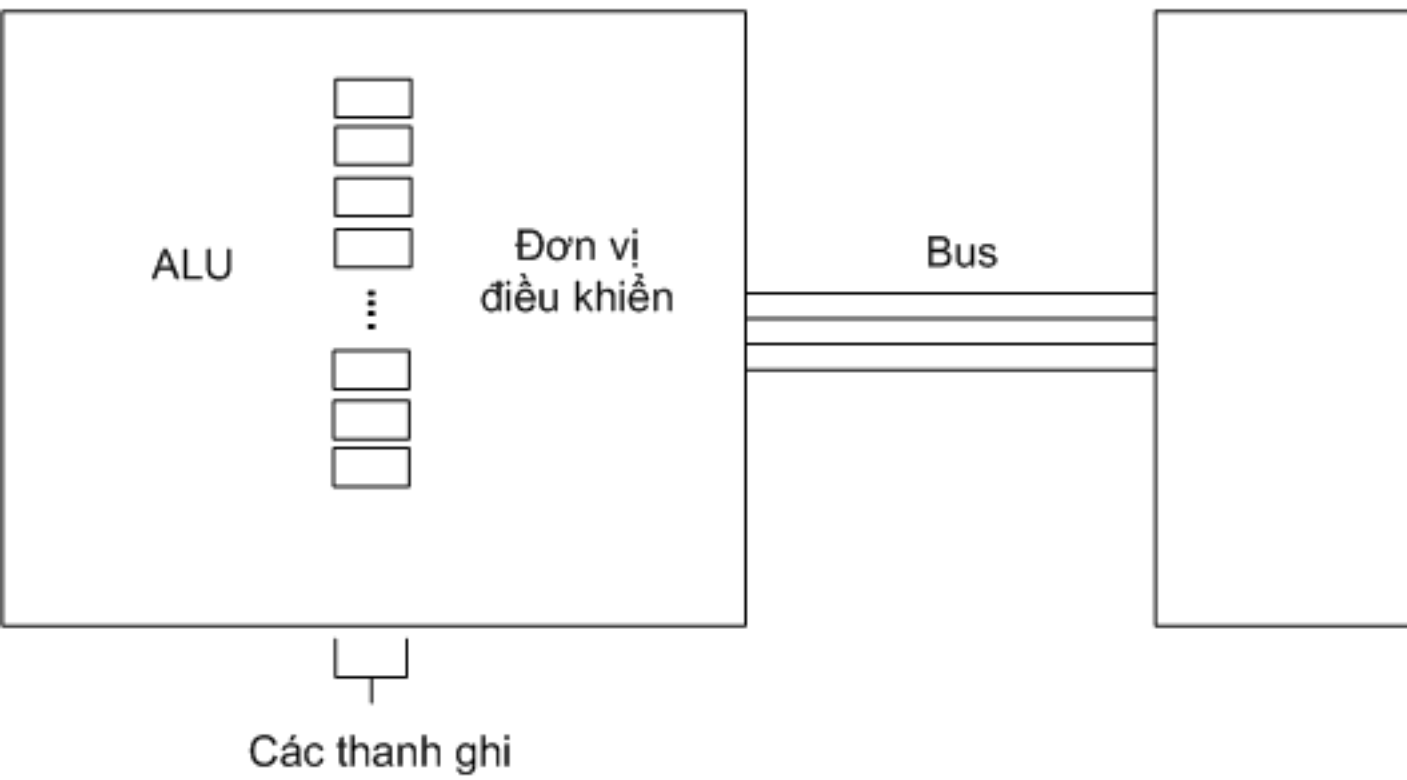 ALU
Đơn vị
điều khiển
Bus
Các thanh ghi